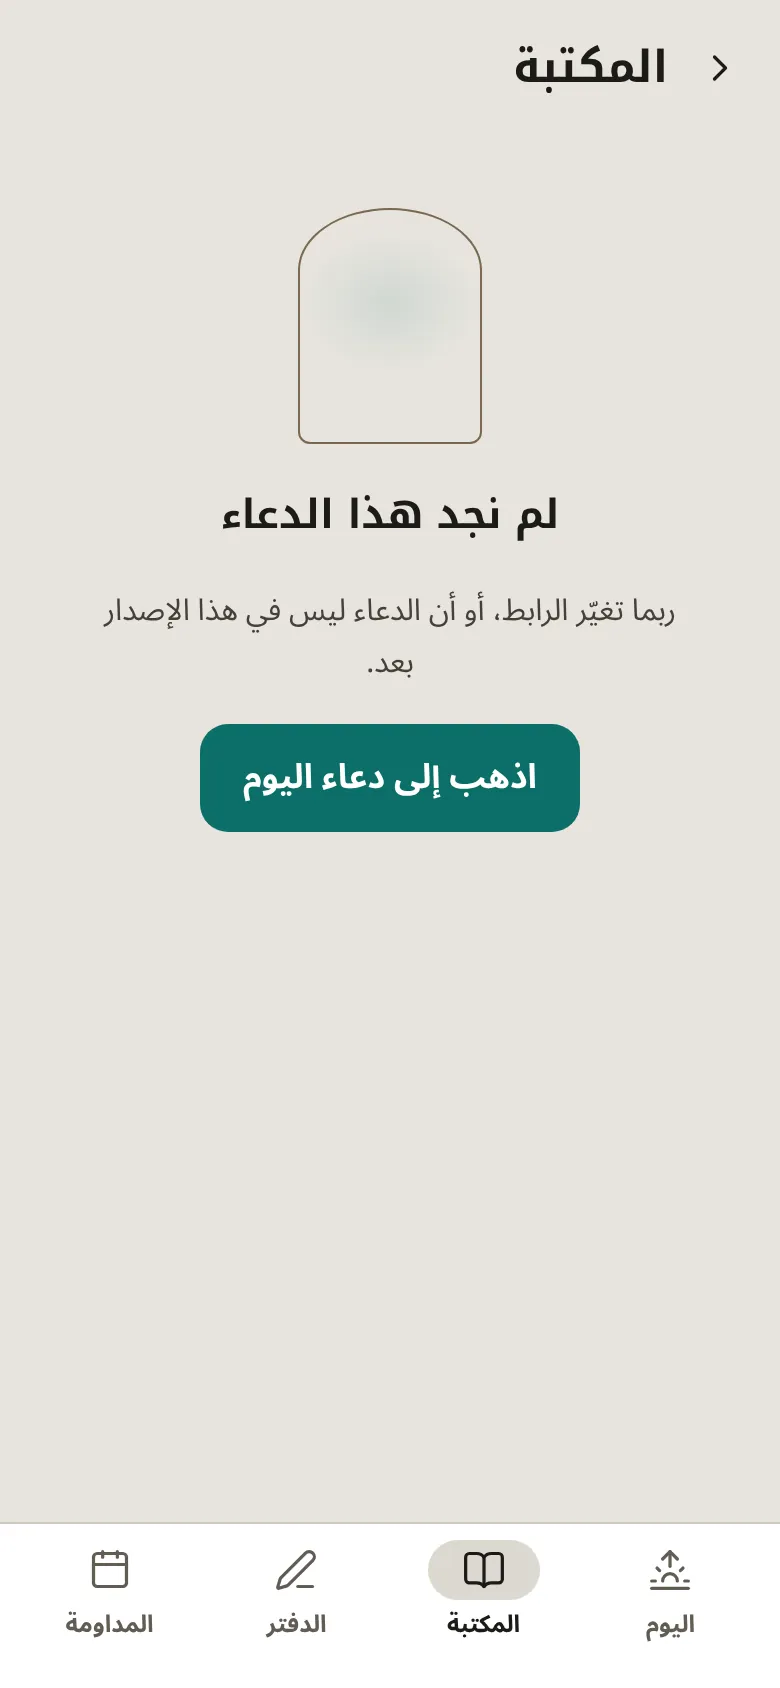 المكتبة
لم نجد هذا الدعاء
ربما تغيّر الرابط، أو أن الدعاء ليس في هذا الإصدار
بعد.
اذهب إلى دعاء اليوم
اليوم
المكتبة
الدفتر
المداومة